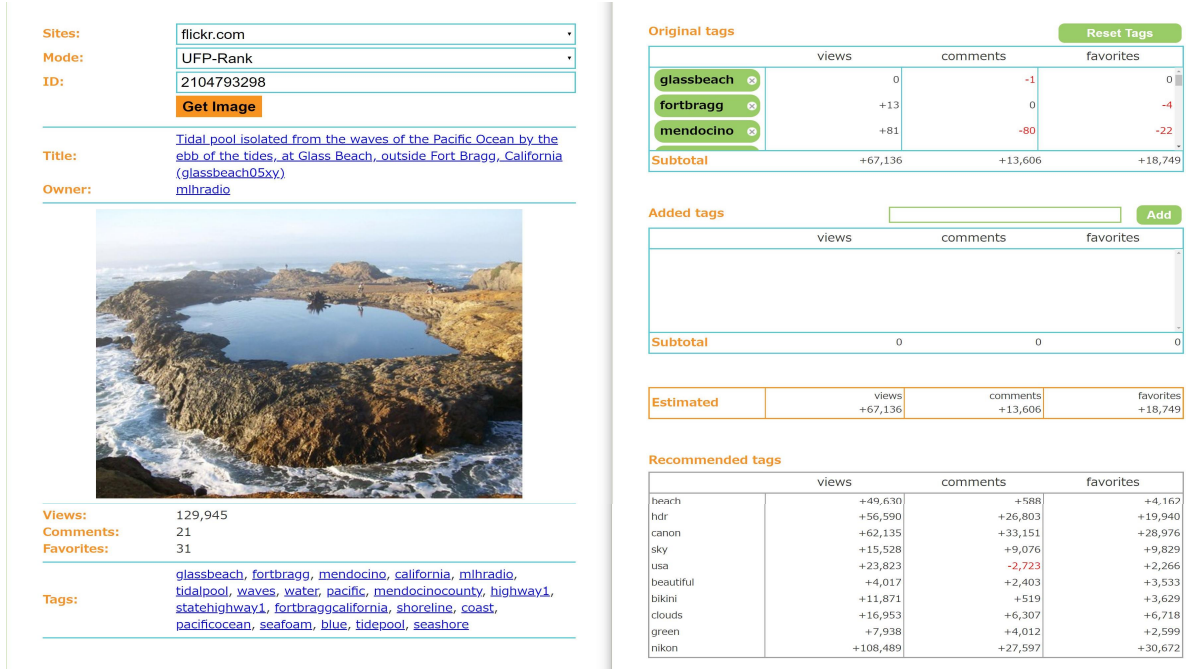 Sites: flickr.com
Mode: UFP-Rank
ID: 2104793298
Get Image
Title: Tidal pool isolated from the waves of the Pacific Ocean by the
ebb of the tides, at Glass Beach, outside Fort Bragg, California
(glassbeach05xy)
Owner: mlhradio
Views: 129,945
Comments: 21
Favorites: 31
Tags: glassbeach, fortbragg, mendocino, california, mlhradio,
tidalpool, waves, water, pacific, mendocinocounty, highway1,
statehighway1, fortbraggcalifornia, shoreline, coast,
pacificocean, seafoam, blue, tidepool, seashore
Original tags Reset Tags
views comments favorites
glassbeach 0 -1 0
fortbragg +13 0 -4
mendocino +81 -80 -22
Subtotal +67,136 +13,606 +18,749
Added tags Add
views comments favorites
Subtotal 0 0 0
Estimated
views comments favorites
+67,136 +13,606 +18,749
Recommended tags
views comments favorites
beach +49,630 +588 +4,162
hdr +56,590 +26,803 +19,940
canon +62,135 +33,151 +28,976
sky +15,528 +9,076 +9,829
usa +23,823 -2,723 +2,266
beautiful +4,017 +2,403 +3,533
bikini +11,871 +519 +3,629
clouds +16,953 +6,307 +6,718
green +7,938 +4,012 +2,599
nikon +108,489 +27,597 +30,672